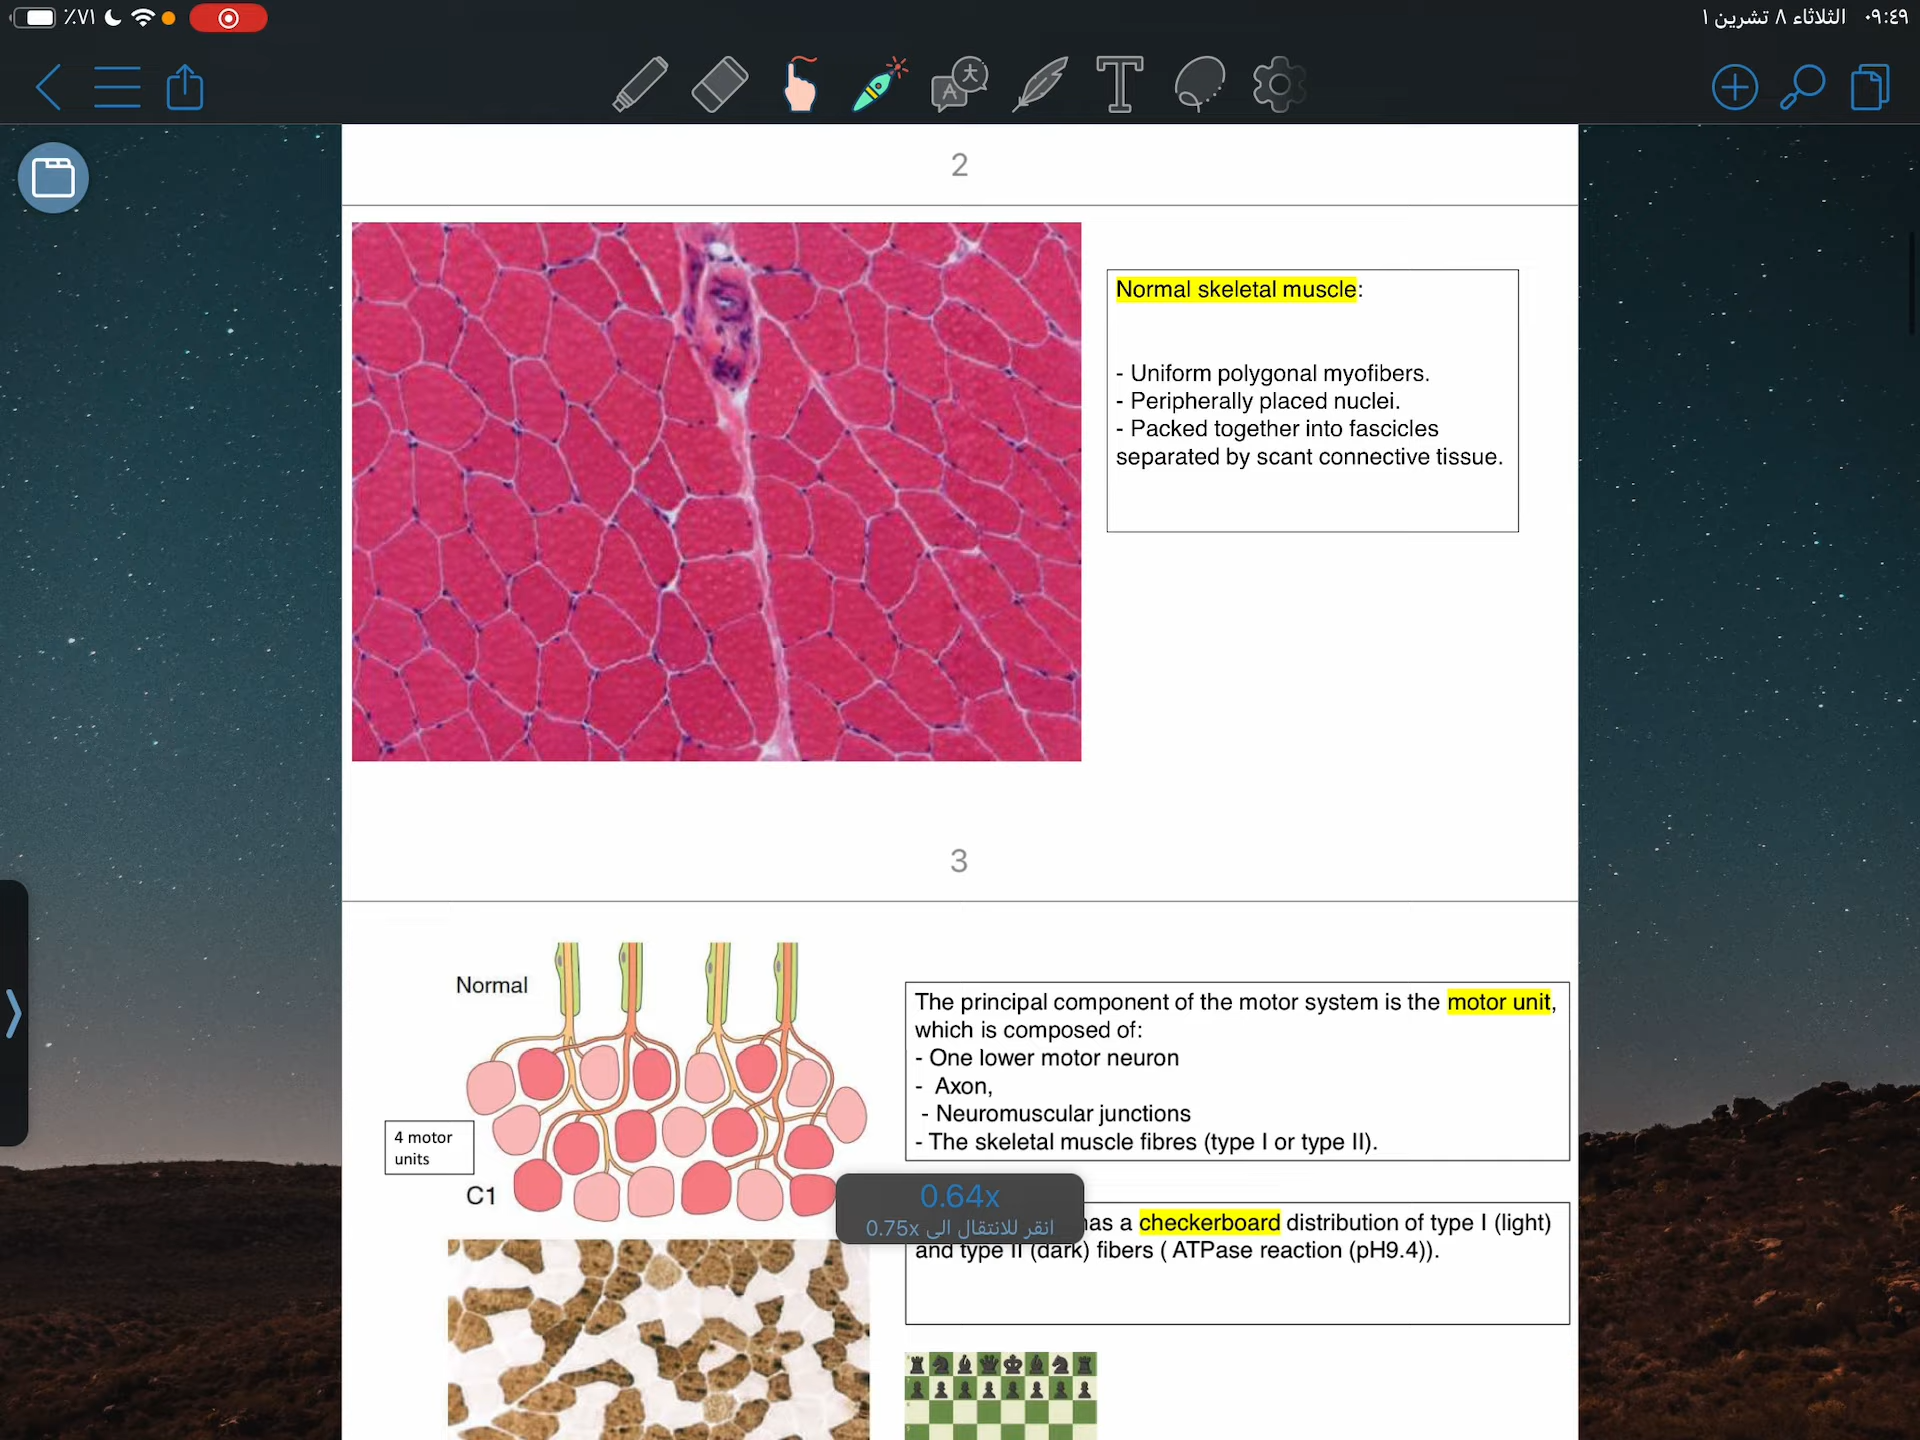 ٪٧١
٠٩:٤٩ الثلاثاء ٨ تشرين ١
A
大
T
2
Normal skeletal muscle:
- Uniform polygonal myofibers.
- Peripherally placed nuclei.
- Packed together into fascicles
separated by scant connective tissue.
3
Normal
4 motor
units
C1
The principal component of the motor system is the motor unit,
which is composed of:
- One lower motor neuron
- Axon,
- Neuromuscular junctions
- The skeletal muscle fibres (type I or type II).
0.64x
انقر للانتقال الى 0.75x
has a checkerboard distribution of type I (light)
and type II (dark) fibers ( ATPase reaction (pH9.4)).